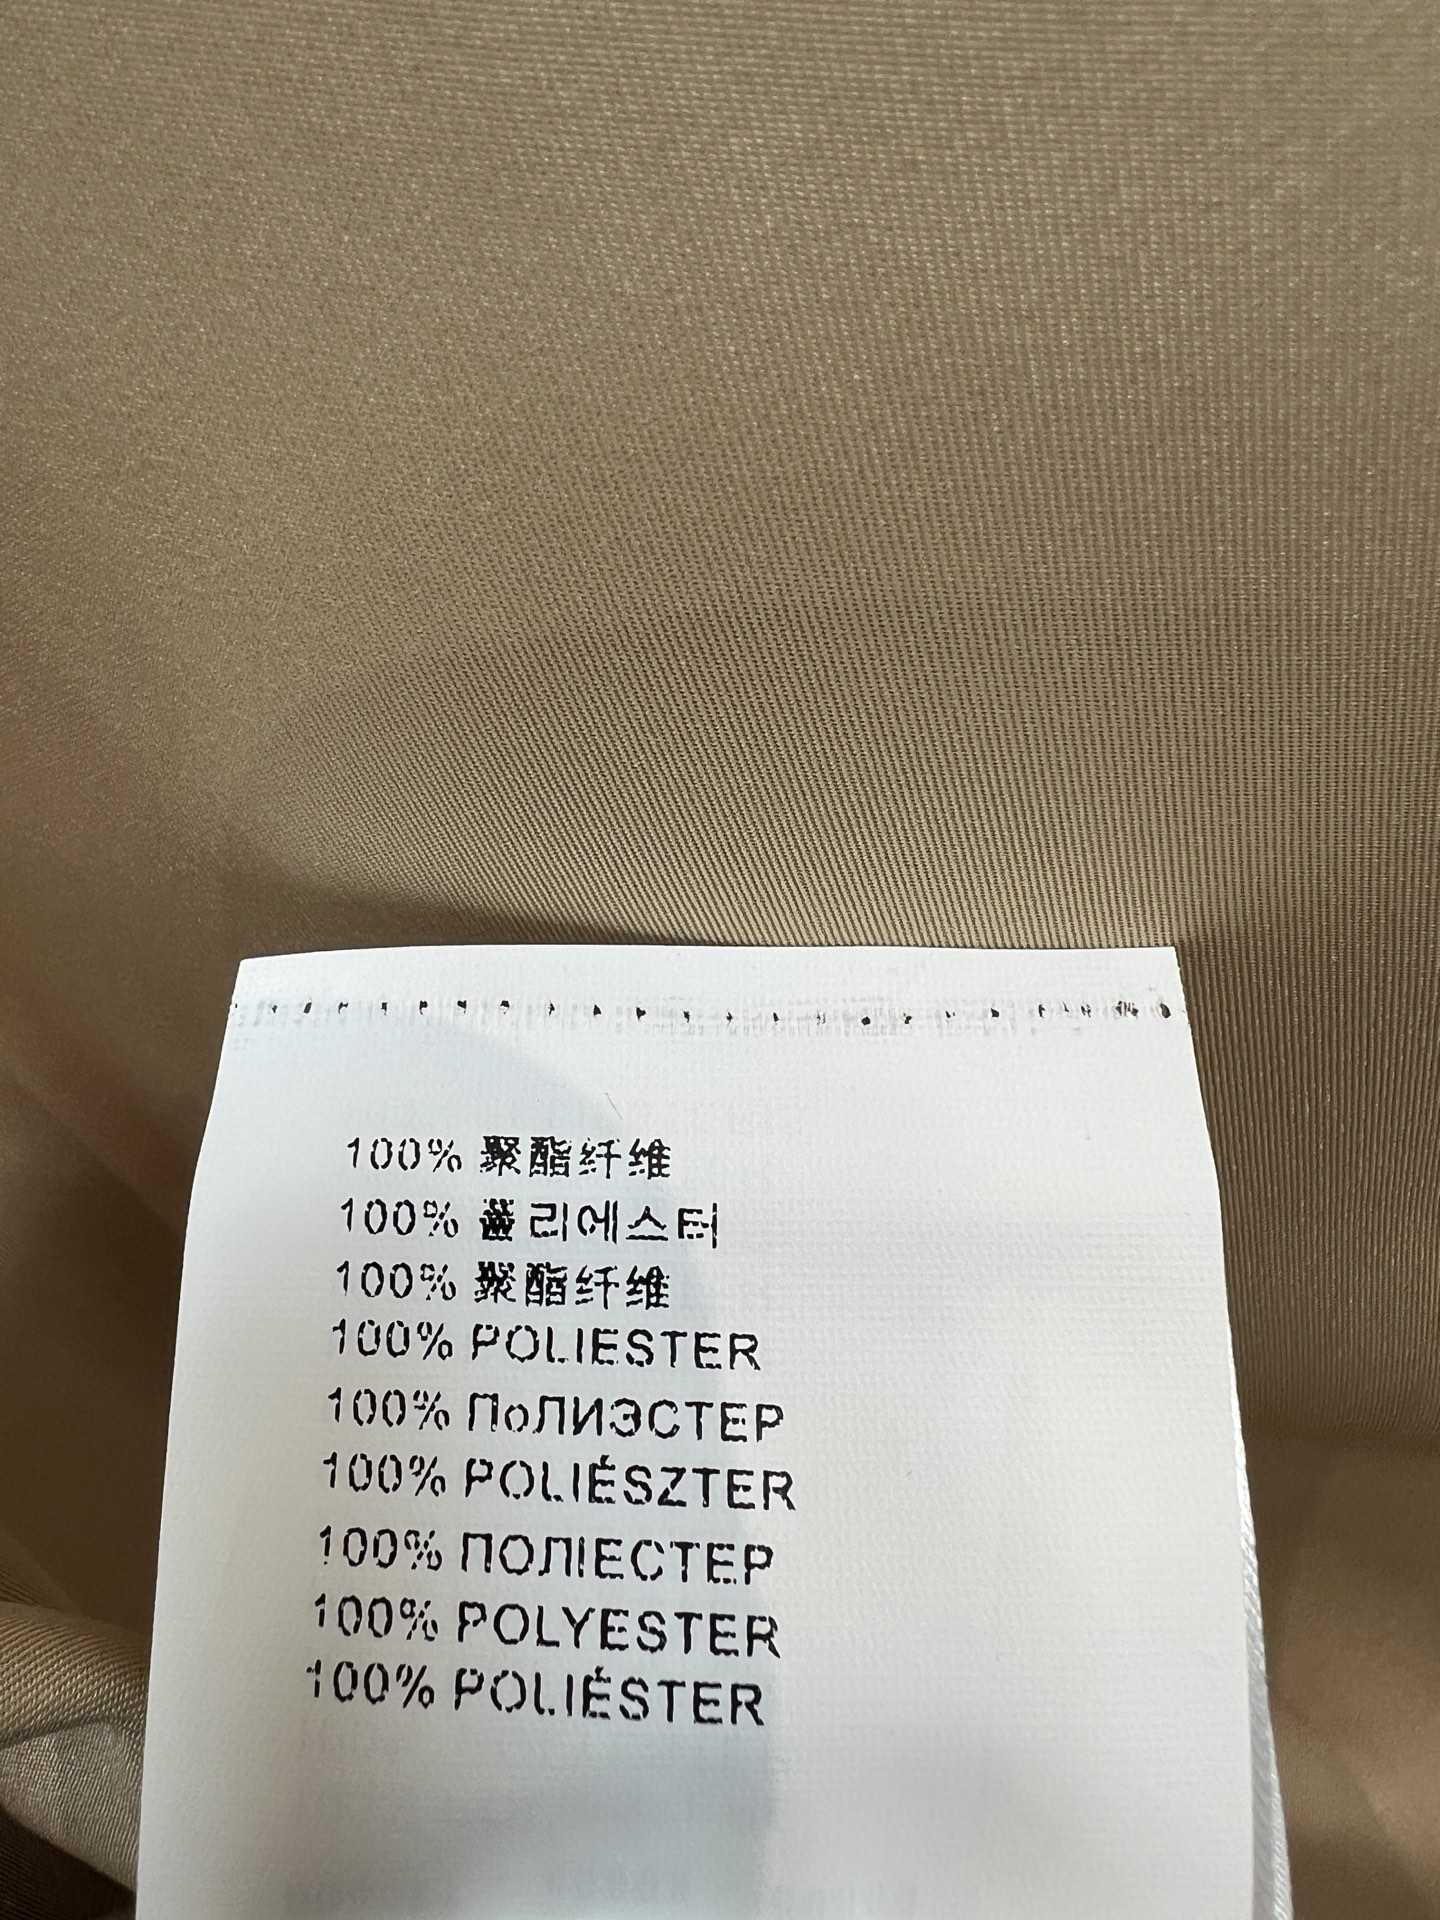 100% 聚酯纤维
100% 폴리에스터
100% 聚酯纤维
100% POLIESTER
100% ПоЛИЭСТЕР
100% POLIÉSZTER
100% ПОЛІЕСТЕР
100% POLYESTER
100% POLIÉSTER